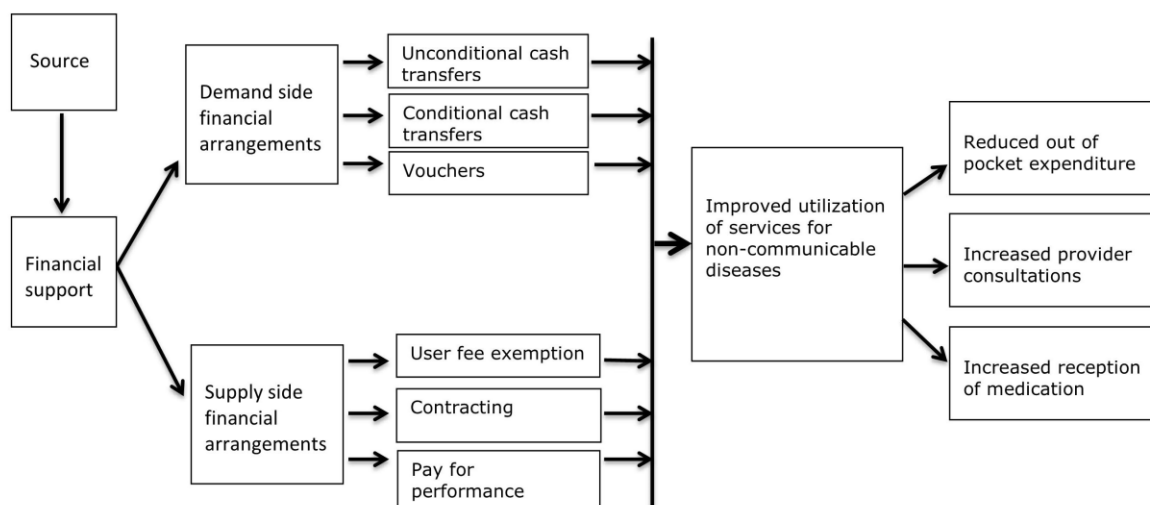 Source
Financial
support
Demand side
financial
arrangements
Unconditional cash
transfers
Conditional cash
transfers
Vouchers
Supply side
financial
arrangements
User fee exemption
Contracting
Pay for
performance
Improved utilization
of services for
non-communicable
diseases
Reduced out of
pocket expenditure
Increased provider
consultations
Increased reception
of medication